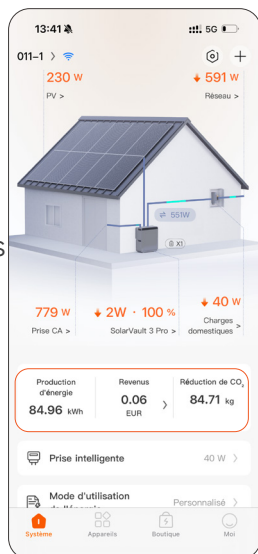 13:41 5G
011-1 >
230 W ↓ 591 W
PV > Réseau >
⇄ 551W
X1
779 W ↓ 2W · 100 % ↓ 40 W
Prise CA > SolarVault 3 Pro > Charges domestiques >
Production d'énergie Revenus Réduction de CO₂
84.96 kWh 0.06 EUR > 84.71 kg
Prise intelligente 40 W >
Mode d'utilisation Personnalisé >
de l'énergie
Système Appareils Boutique Moi